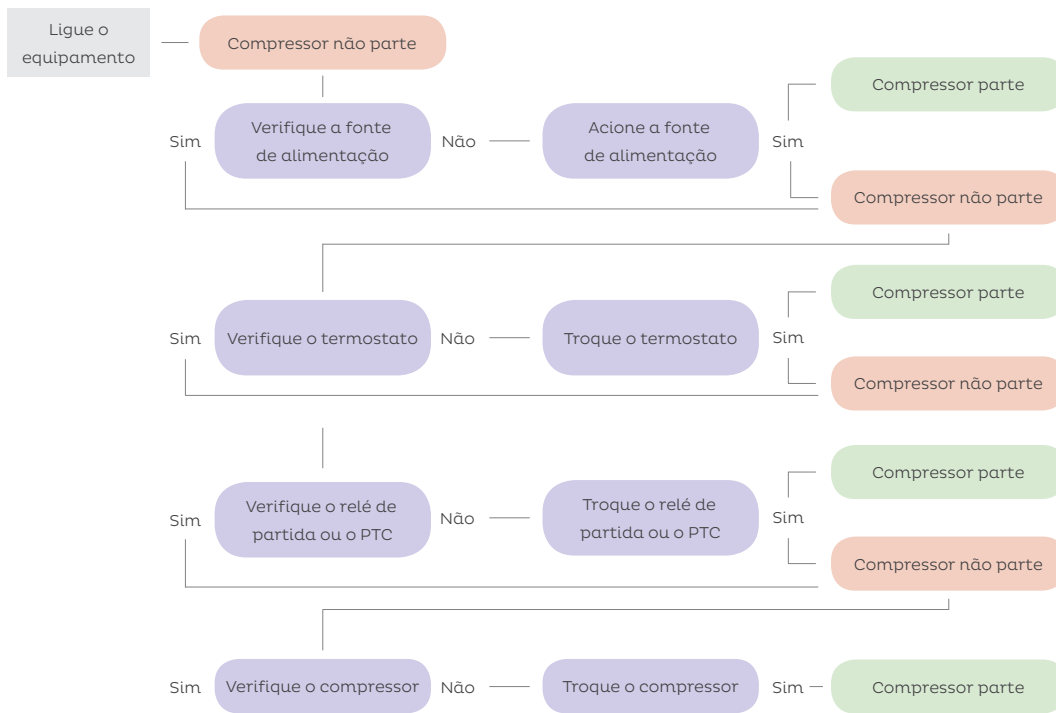 Ligue o
equipamento
Compressor não parte
Compressor parte
Sim
Verifique a fonte
de alimentação
Não
Acione a fonte
de alimentação
Sim
Compressor não parte
Compressor parte
Sim
Verifique o termostato
Não
Troque o termostato
Sim
Compressor não parte
Compressor parte
Sim
Verifique o relé de
partida ou o PTC
Não
Troque o relé de
partida ou o PTC
Sim
Compressor não parte
Sim
Verifique o compressor
Não
Troque o compressor
Sim
Compressor parte